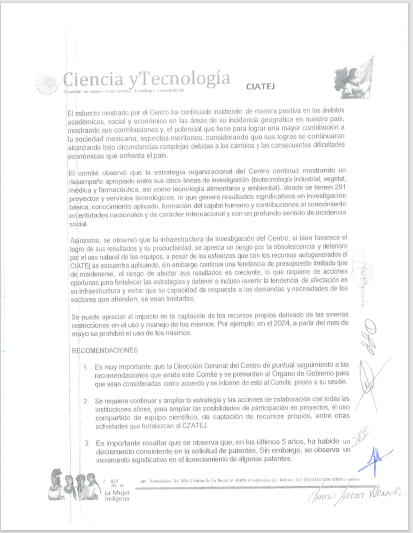 Ciencia y Tecnología
CIATEJ
El esfuerzo mostrado por el Centro ha continuado incidiendo de manera positiva en los ámbitos
académicos, social y económico en las áreas de su incidencia geográfica en nuestro país,
mostrando sus contribuciones y, el potencial que tiene para lograr una mayor contribución a
la sociedad mexicana; aspectos meritorios, considerando que sus logros se continuaron
alcanzando bajo circunstancias complejas debidas a los cambios y las consecuentes dificultades
económicas que enfrenta el país.
El comité observó que la estrategia organizacional del Centro continuó mostrando un
desempeño apropiado entre sus cinco líneas de investigación (biotecnología industrial, vegetal,
médica y farmacéutica, así como tecnología alimentaria y ambiental), donde se tienen 291
proyectos y servicios tecnológicos, lo que genera resultados significativos en investigación
básica, conocimiento aplicado, formación del capital humano y contribuciones al conocimiento
en entidades nacionales y de carácter internacional y con un profundo sentido de incidencia
social.
Asimismo, se observó que la infraestructura de investigación del Centro, si bien favorece el
logro de sus resultados y su productividad, se aprecia un riesgo por la obsolescencia y deterioro
por el uso natural de los equipos, a pesar de los esfuerzos que con los recursos autogenerados el
CIATEJ se encuentra aplicando, sin embargo continua una tendencia de presupuesto limitado que
de mantenerse, el riesgo de afectar sus resultados es creciente, lo que requiere de acciones
oportunas para fortalecer las estrategias y detener e incluso revertir la tendencia de afectación en
su infraestructura y evitar que su capacidad de respuesta a las demandas y necesidades de los
sectores que atienden, se vean limitadas.
Se puede apreciar al impacto en la captación de los recursos propios derivado de las severas
restricciones en el uso y manejo de los mismos. Por ejemplo, en el 2024, a partir del mes de
mayo se prohibió el uso de los mismos.
RECOMENDACIONES
1. Es muy importante que la Dirección General del Centro dé puntual seguimiento a las
recomendaciones que emita este Comité y se presenten al Órgano de Gobierno para
que sean consideradas como acuerdo y se informe de esto al Comité, previo a su sesión.
2. Se requiere continuar y ampliar la estrategia y las acciones de colaboración con todas las
instituciones afines, para ampliar las posibilidades de participación en proyectos, el uso
compartido de equipo científico, de captación de recursos propios, entre otras
actividades que fortalezcan al CZATEJ.
3. Es importante resaltar que se observa que, en los últimos 5 años, ha habido un
decremento consistente en la solicitud de patentes. Sin embargo, se observa un
incremento significativo en el licenciamiento de algunas patentes.
La Mujer
Indígena